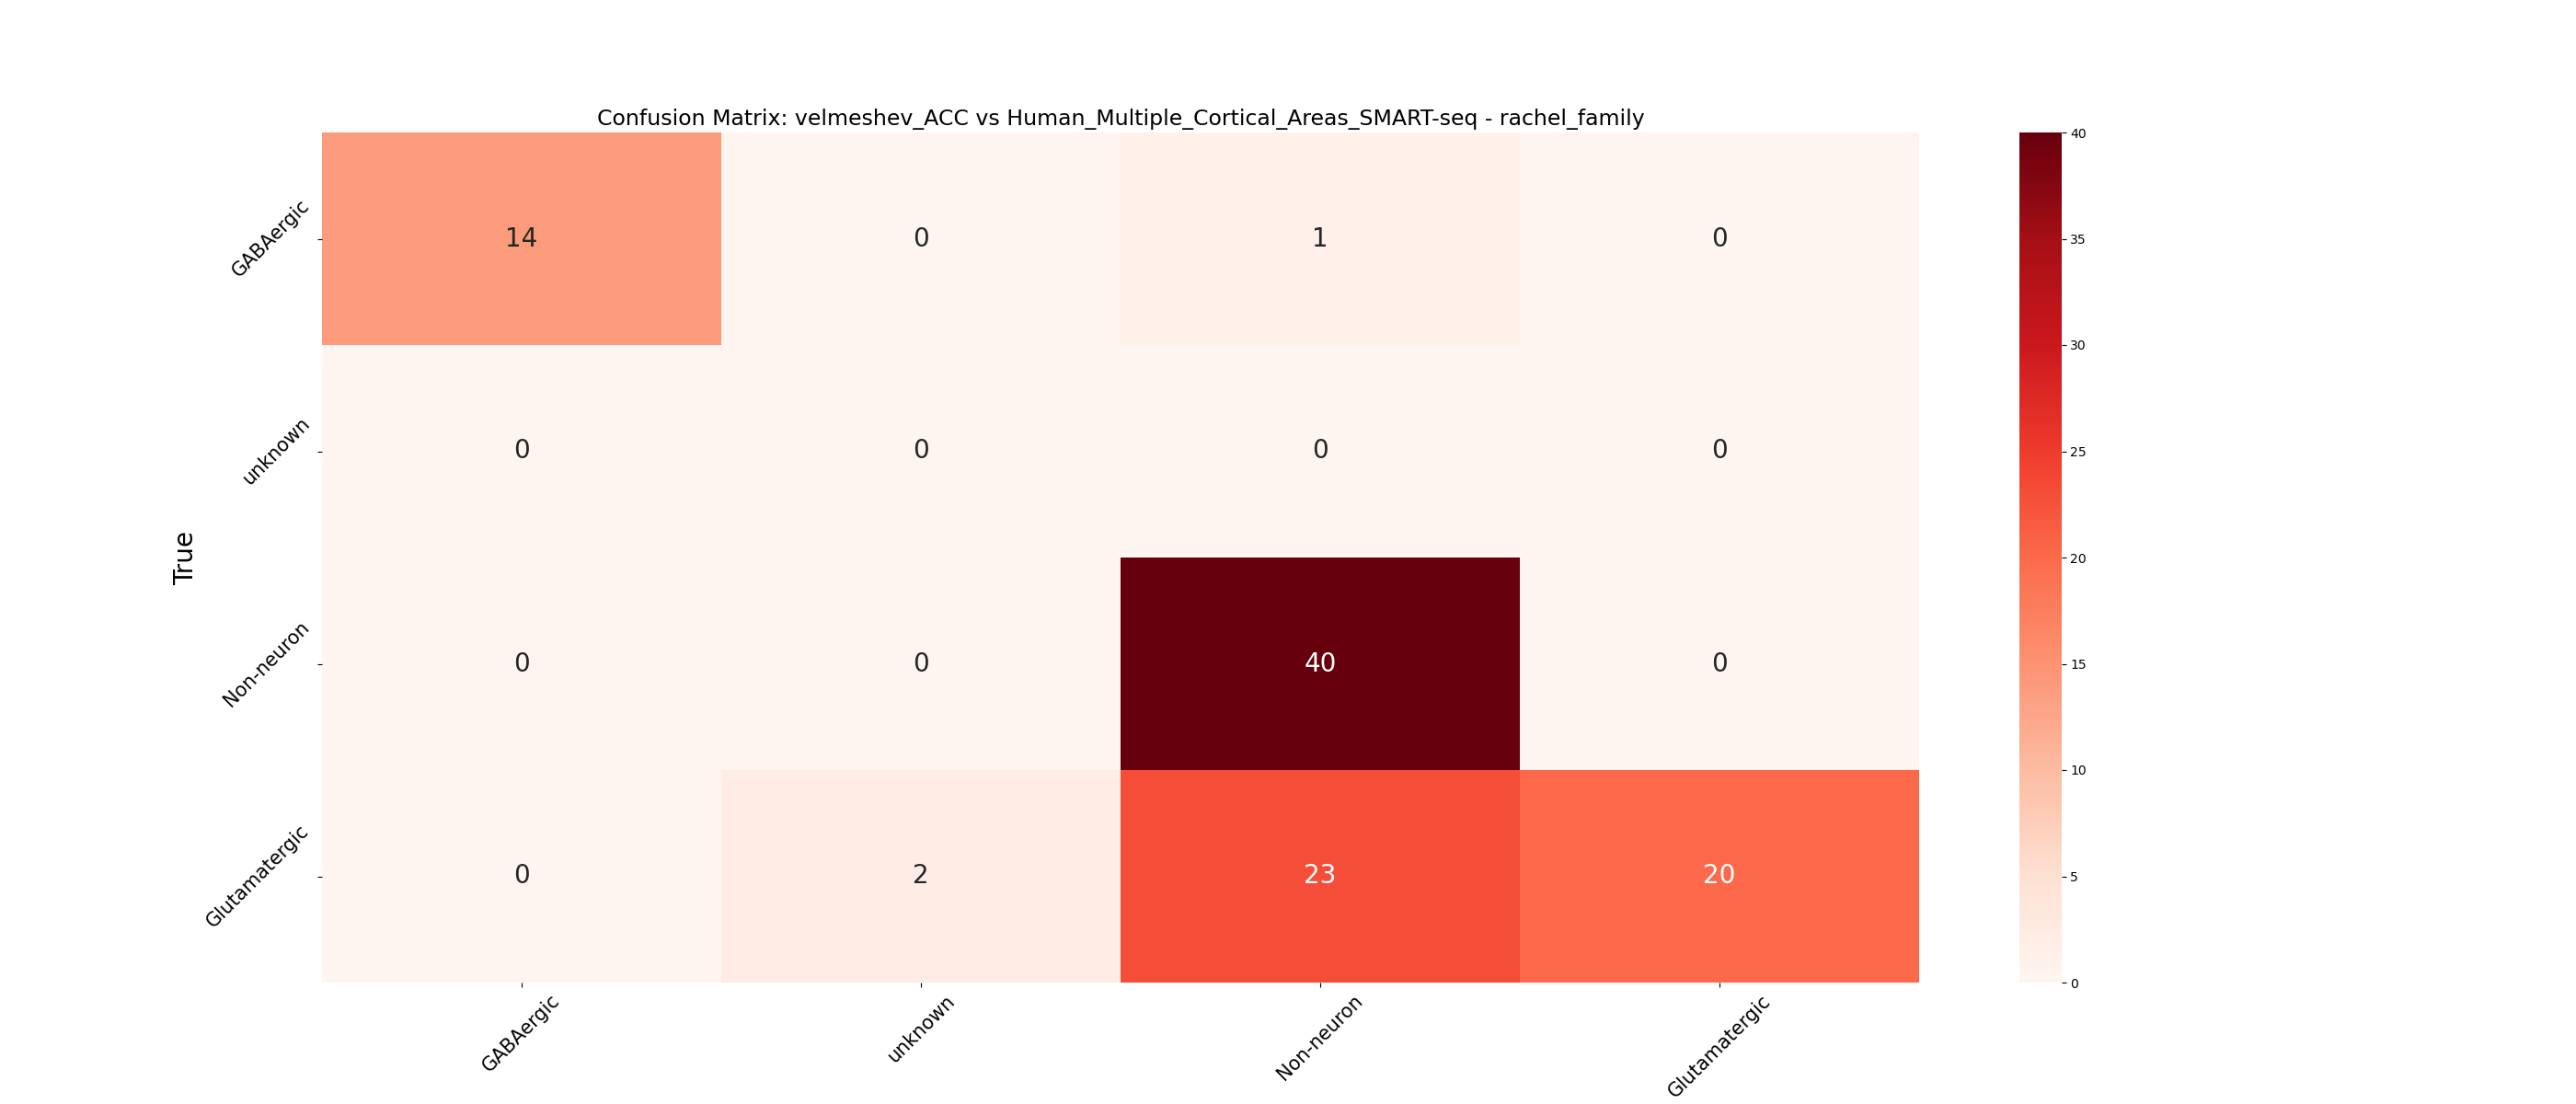 Confusion Matrix: velmeshev_ACC vs Human_Multiple_Cortical_Areas_SMART-seq - rachel_family
True
GABAergic
unknown
Non-neuron
Glutamatergic
14 0 1 0
0 0 0 0
0 0 40 0
0 2 23 20
GABAergic unknown Non-neuron Glutamatergic
40
35
30
25
20
15
10
5
0